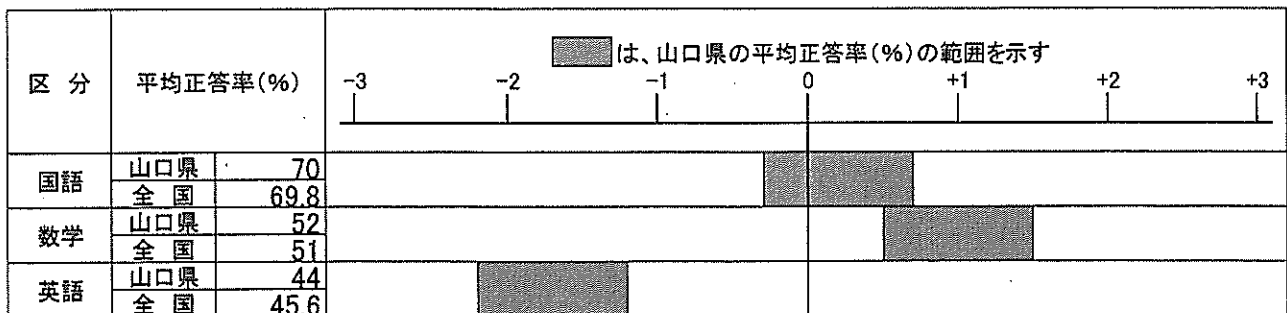 は、山口県の平均正答率(%)の範囲を示す
区 分 平均正答率(%) -3 -2 -1 0 +1 +2 +3
国語 山口県 70
全 国 69.8
数学 山口県 52
全 国 51
英語 山口県 44
全 国 45.6